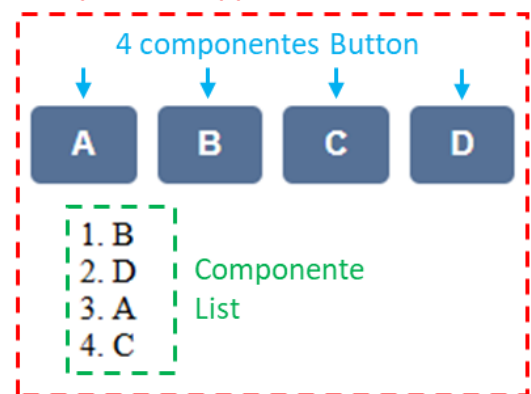 4 componentes Button
A B C D
1. B
2. D
3. A
4. C
Componente
List